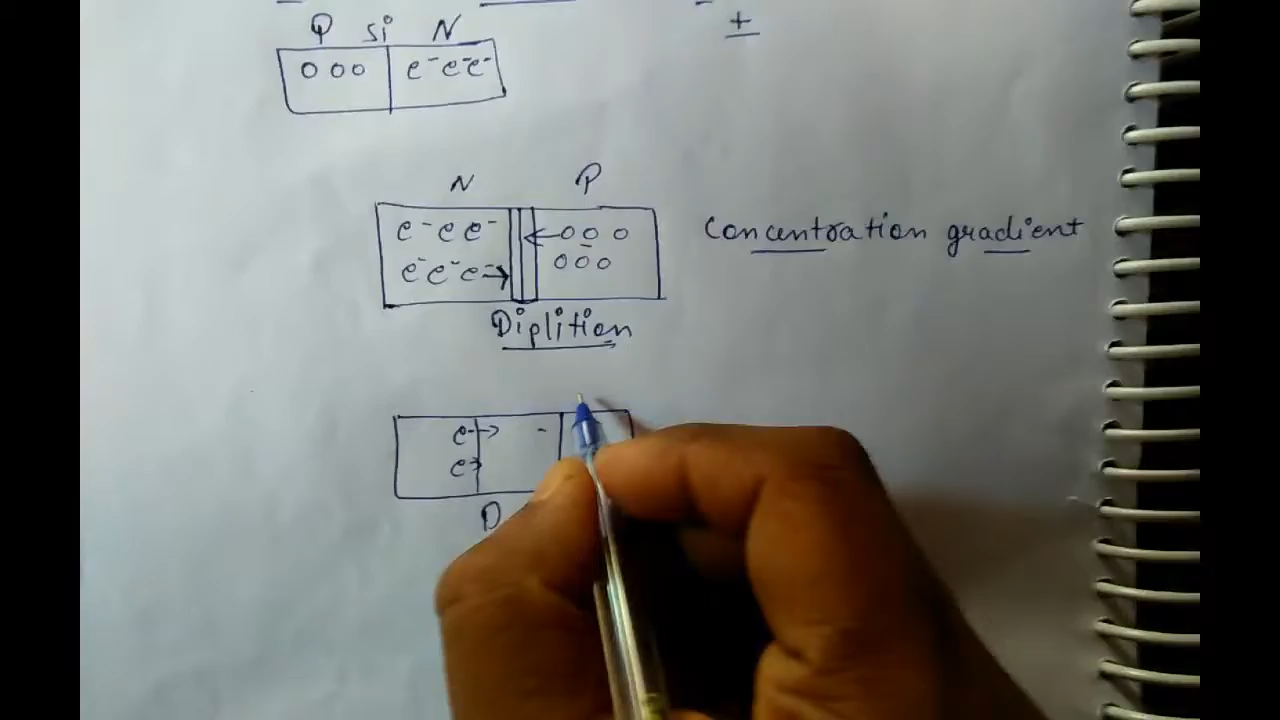 P si N
+
o o o e⁻ e⁻ e⁻
N P
e⁻ e e⁻ o o o
e⁻ e⁻ e⁻ o o o
Concentration gradient
Diplition
e⁻ -
e
D